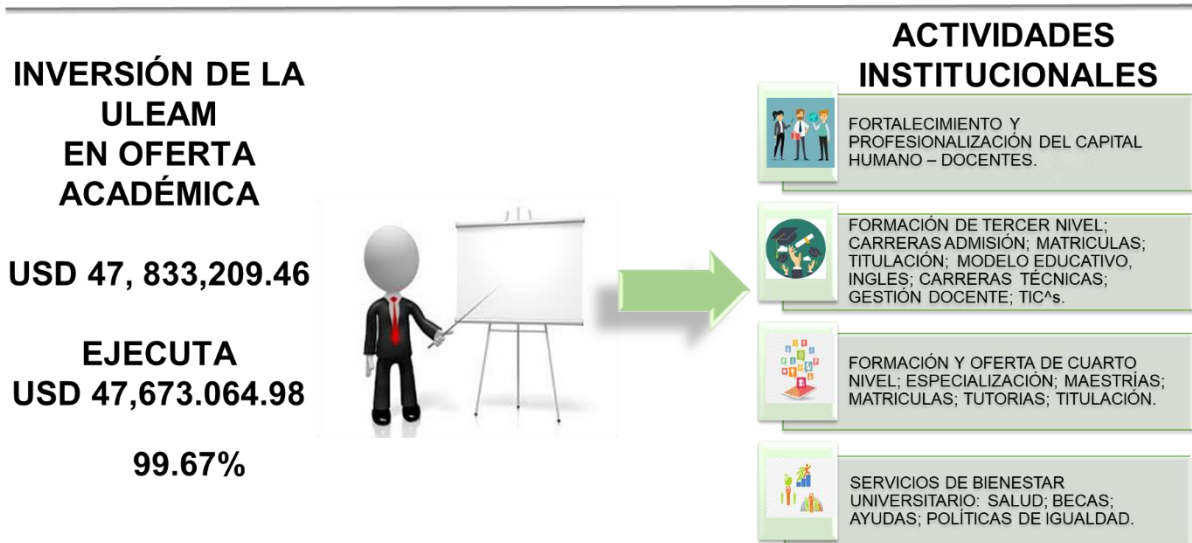 INVERSIÓN DE LA
ULEAM
EN OFERTA
ACADÉMICA
USD 47, 833,209.46
EJECUTA
USD 47,673.064.98
99.67%
ACTIVIDADES
INSTITUCIONALES
FORTALECIMIENTO Y
PROFESIONALIZACIÓN DEL CAPITAL
HUMANO – DOCENTES.
FORMACIÓN DE TERCER NIVEL;
CARRERAS ADMISIÓN; MATRICULAS;
TITULACIÓN; MODELO EDUCATIVO,
INGLES; CARRERAS TÉCNICAS;
GESTIÓN DOCENTE; TIC^s.
FORMACIÓN Y OFERTA DE CUARTO
NIVEL; ESPECIALIZACIÓN; MAESTRÍAS;
MATRICULAS; TUTORIAS; TITULACIÓN.
SERVICIOS DE BIENESTAR
UNIVERSITARIO: SALUD; BECAS;
AYUDAS; POLÍTICAS DE IGUALDAD.